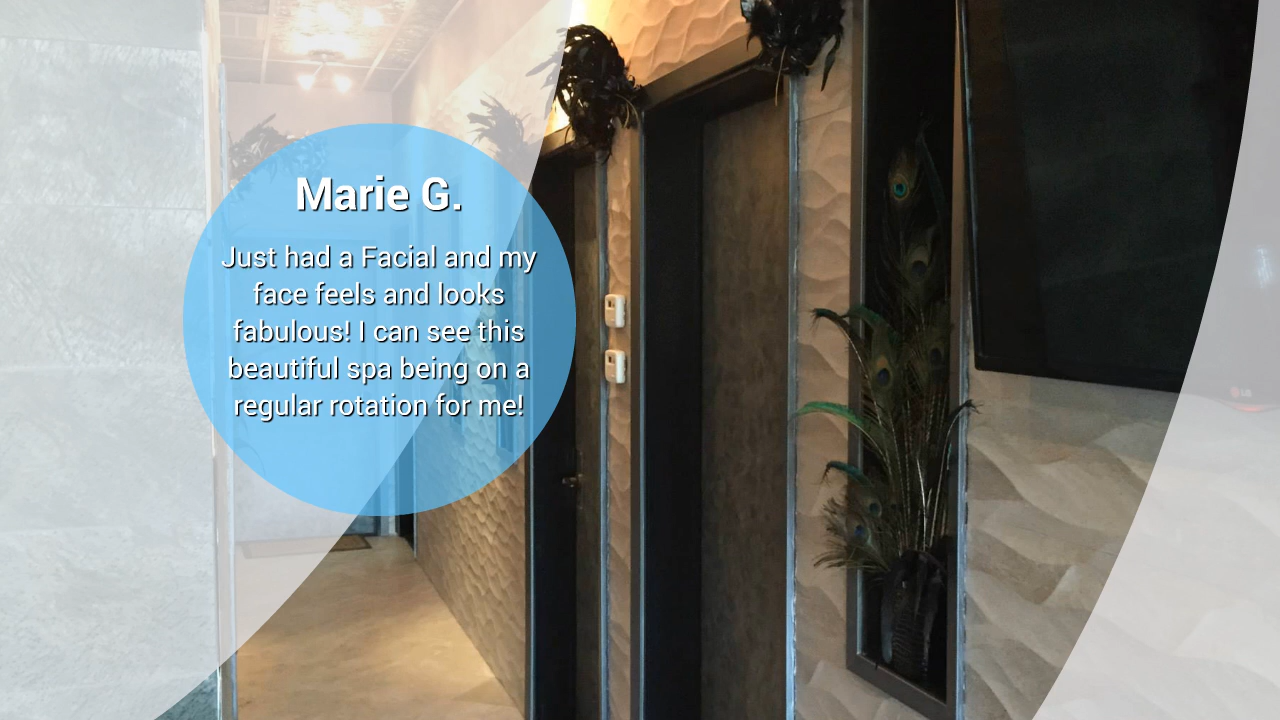 Marie G.
Just had a Facial and my
face feels and looks
fabulous! I can see this
beautiful spa being on a
regular rotation for me!
LG